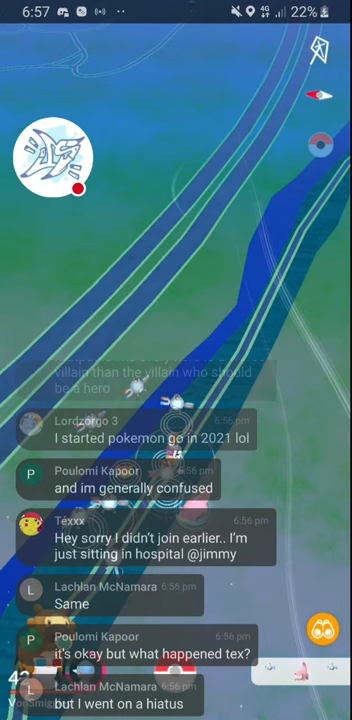 6:57
4G
22%
villain than the villain who should
be a hero
Lordzorgo 3 6:56 pm
I started pokemon go in 2021 lol
P
Poulomi Kapoor 6:56 pm
and im generally confused
Téxxx 6:56 pm
Hey sorry I didn't join earlier.. I'm
just sitting in hospital @jimmy
L
Lachlan McNamara 6:56 pm
Same
P
Poulomi Kapoor 6:56 pm
it's okay but what happened tex?
L
Lachlan McNamara 6:56 pm
but I went on a hiatus